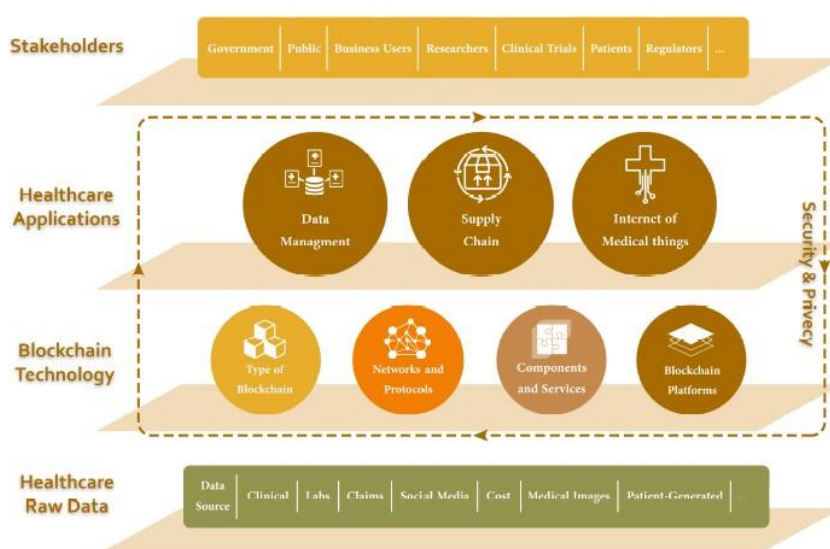 Stakeholders
Government
Public
Business Users
Researchers
Clinical Trials
Patients
Regulators
...
Healthcare
Applications
Data
Managment
Supply
Chain
Internet of
Medical things
Security & Privecy
Blockchain
Technology
Type of
Blockchain
Networks and
Protocols
Components
and Services
Blockchain
Platforms
Healthcare
Raw Data
Data
Source
Clinical
Labs
Claims
Social Media
Cost
Medical Images
Patient-Generated
...